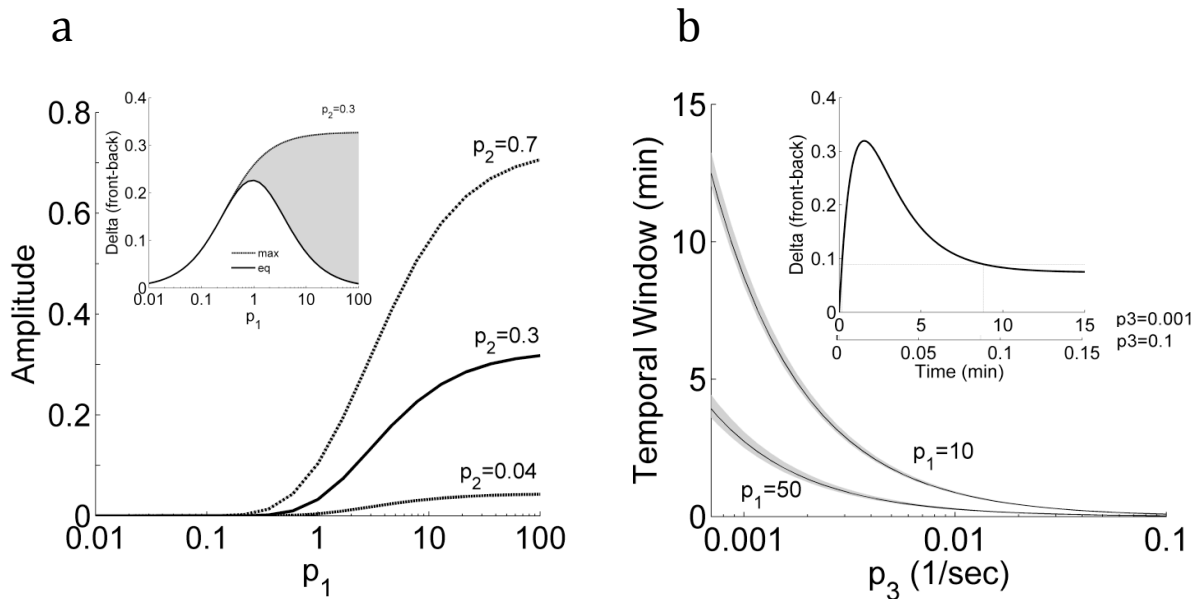 a
b
0.8
0.6
0.4
0.2
0
Amplitude
0.01
0.1
1
10
100
p1
p2=0.7
p2=0.3
p2=0.04
0.4
0.3
0.2
0.1
0
Delta (front-back)
p2=0.3
max
eq
0.01
0.1
1
10
100
p1
15
10
5
0
Temporal Window (min)
0.001
0.01
0.1
p3 (1/sec)
p1=10
p1=50
0.4
0.3
0.2
0.1
0
Delta (front-back)
0
5
10
15
p3=0.001
p3=0.1
0
0.05
0.1
0.15
Time (min)